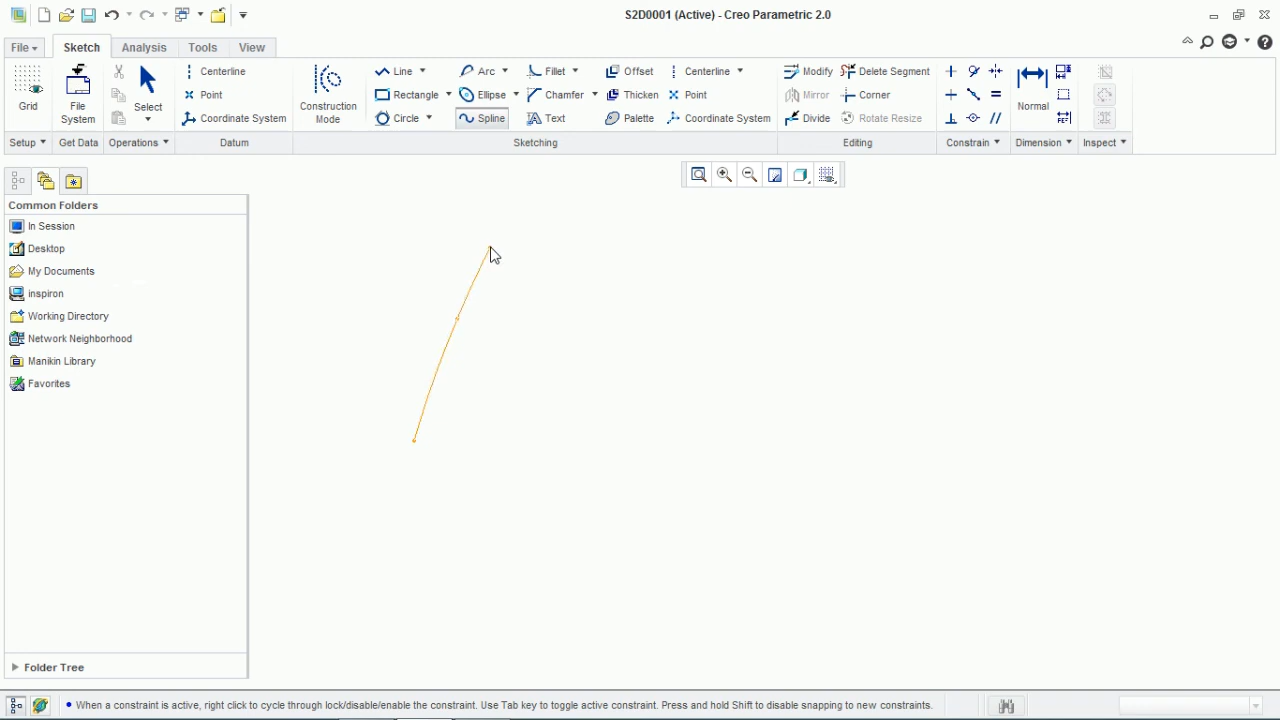 S2D0001 (Active) - Creo Parametric 2.0
File Sketch Analysis Tools View
Grid
File System
Select
Centerline
Point
Coordinate System
Construction Mode
Line Arc Fillet Offset Centerline
Rectangle Ellipse Chamfer Thicken Point
Circle Spline Text Palette Coordinate System
Modify Delete Segment
Mirror Corner
Divide Rotate Resize
Normal
Setup Get Data Operations Datum Sketching Editing Constrain Dimension Inspect
Common Folders
In Session
Desktop
My Documents
inspiron
Working Directory
Network Neighborhood
Manikin Library
Favorites
Folder Tree
When a constraint is active, right click to cycle through lock/disable/enable the constraint. Use Tab key to toggle active constraint. Press and hold Shift to disable snapping to new constraints.